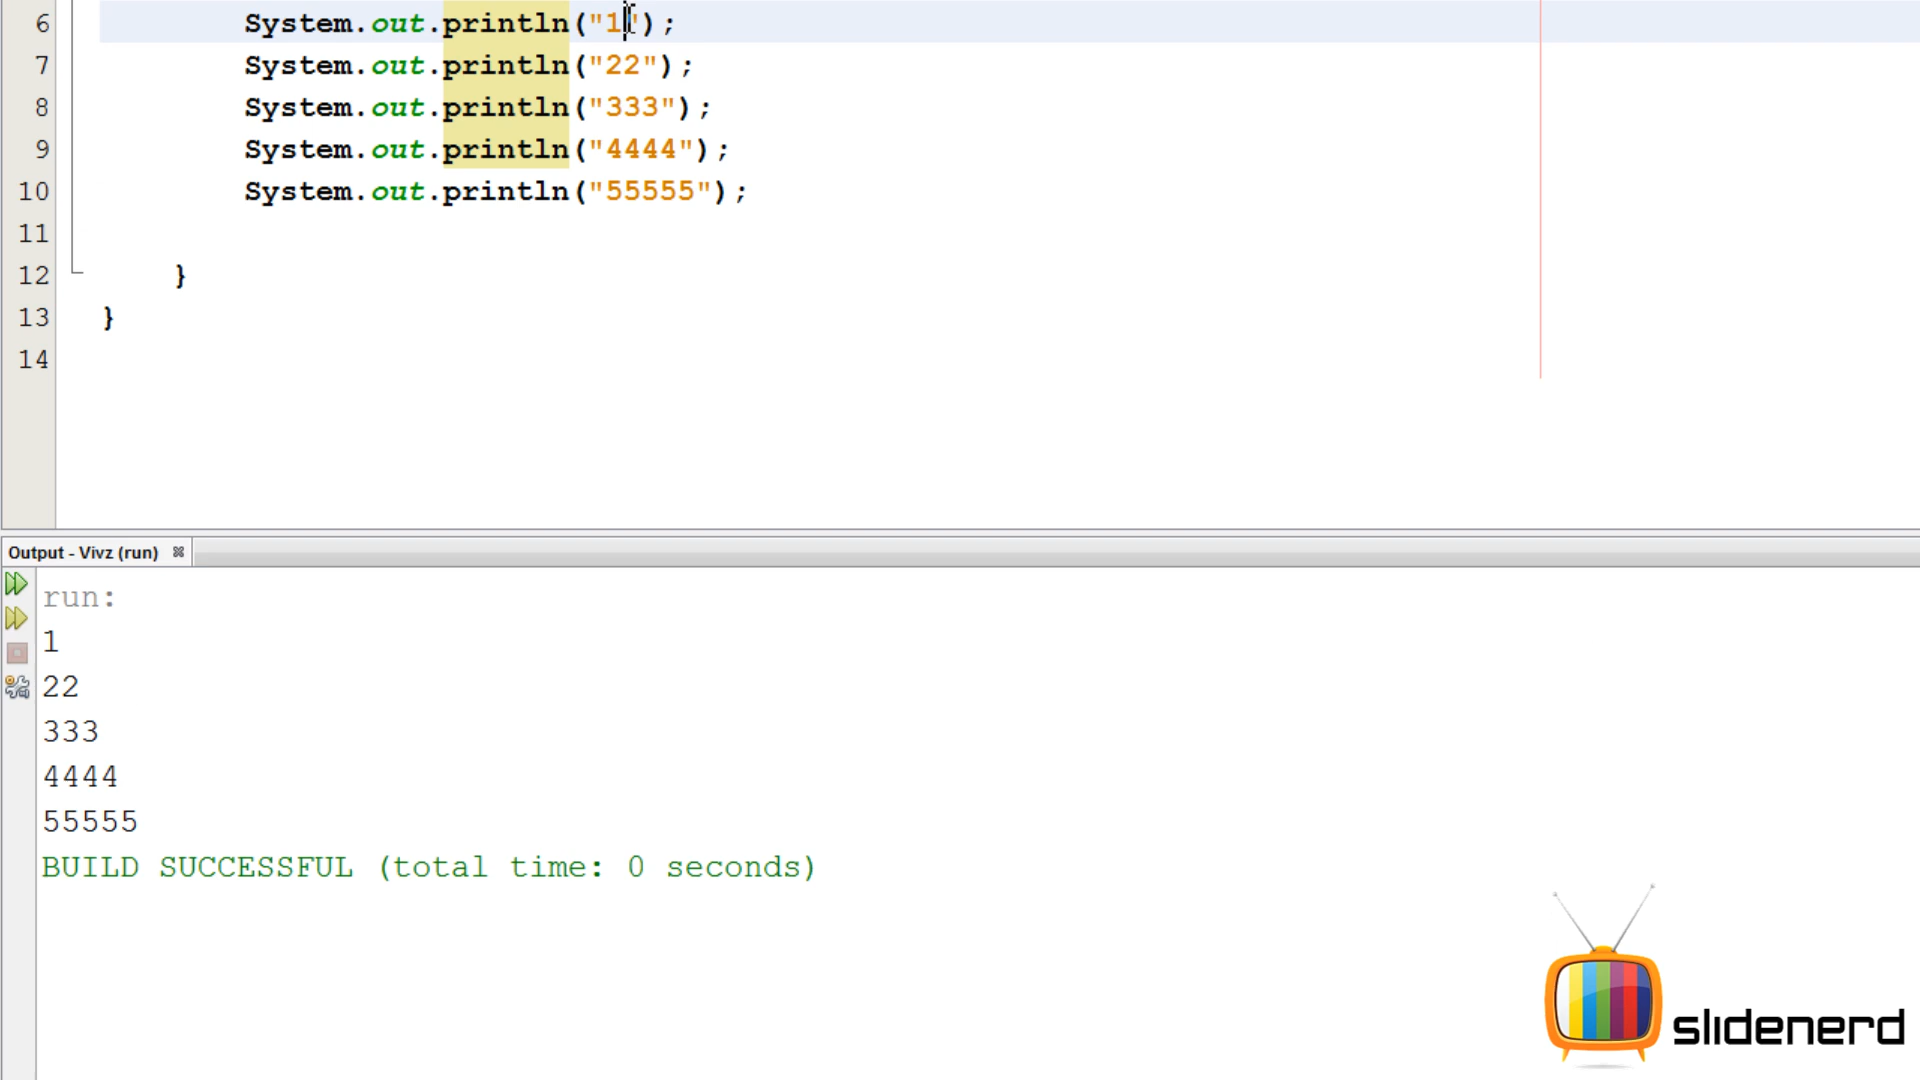 6 System.out.println("1");
7 System.out.println("22");
8 System.out.println("333");
9 System.out.println("4444");
10 System.out.println("55555");
11
12 }
13 }
14
Output - Vivz (run)
run:
1
22
333
4444
55555
BUILD SUCCESSFUL (total time: 0 seconds)
slidenerd